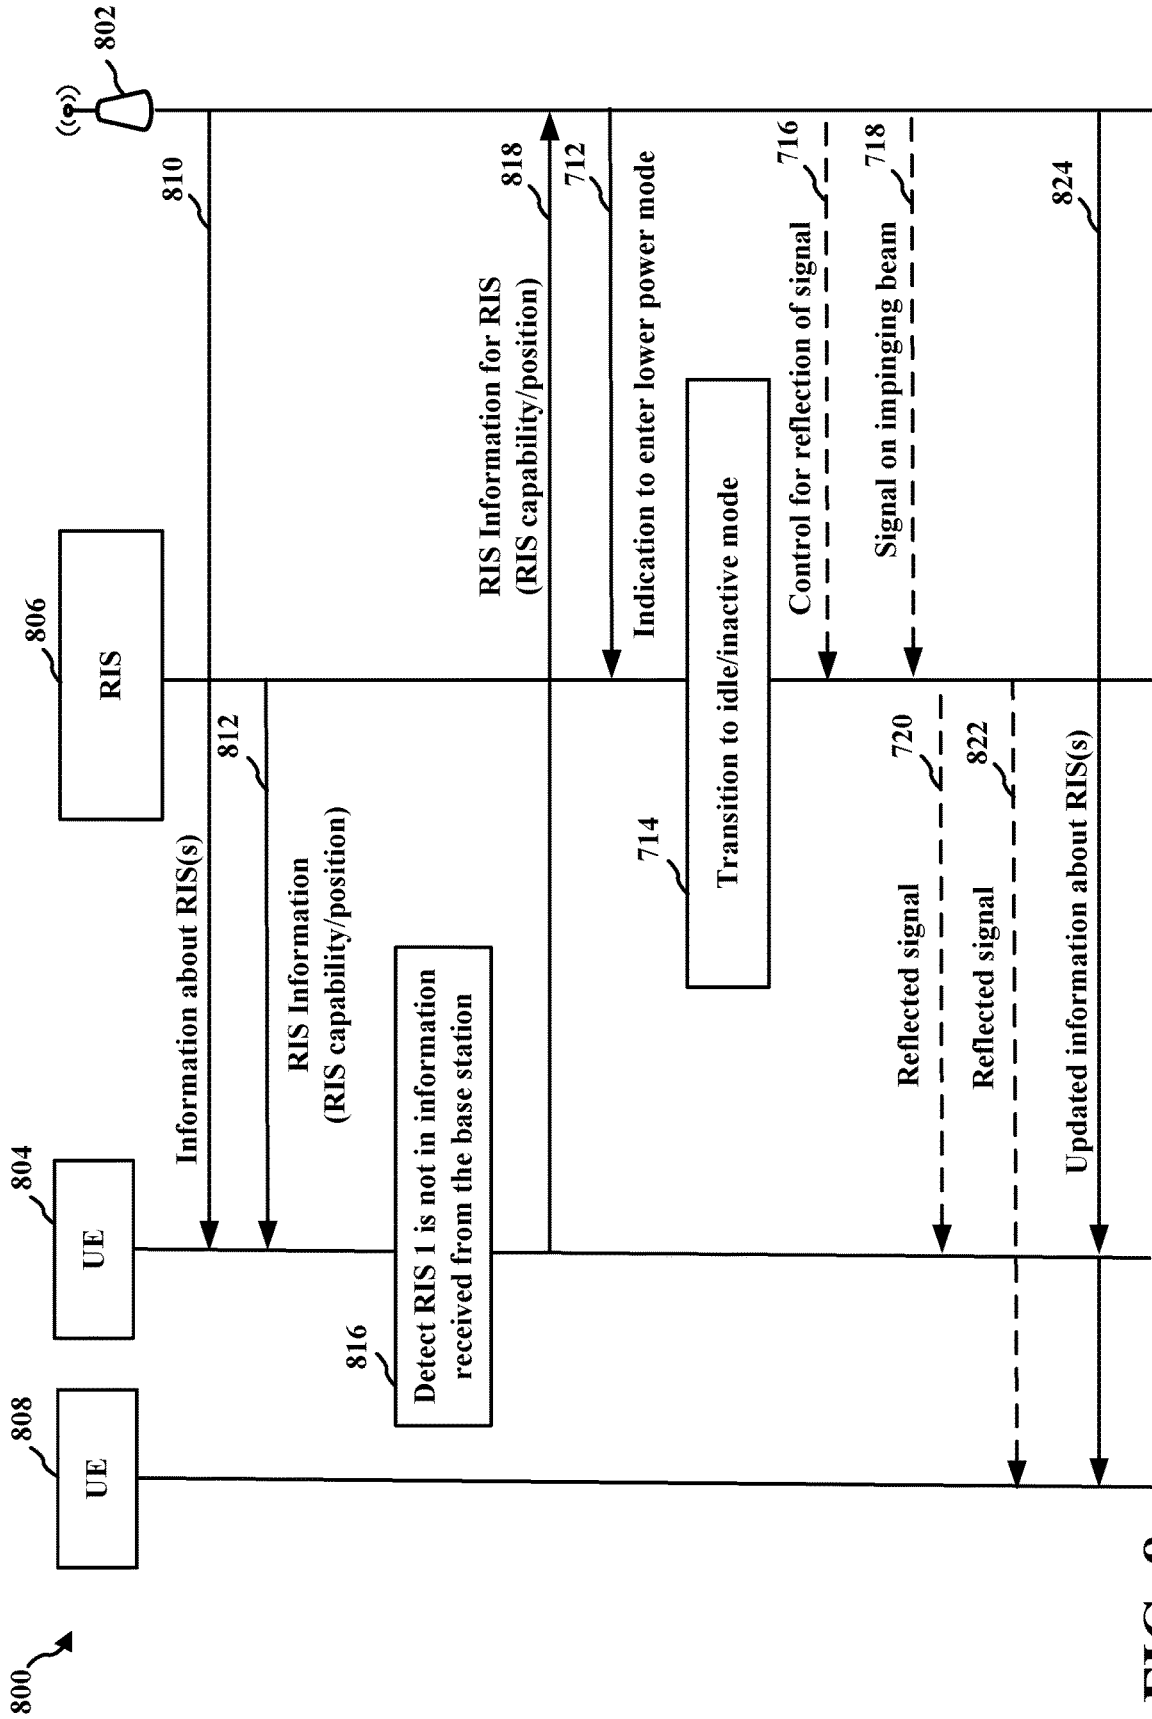 800
808
UE
804
UE
806
RIS
802
810
Information about RIS(s)
812
RIS Information
(RIS capability/position)
816
Detect RIS 1 is not in information
received from the base station
818
RIS Information for RIS
(RIS capability/position)
712
Indication to enter lower power mode
714
Transition to idle/inactive mode
716
Control for reflection of signal
718
Signal on impinging beam
720
Reflected signal
822
Reflected signal
824
Updated information about RIS(s)